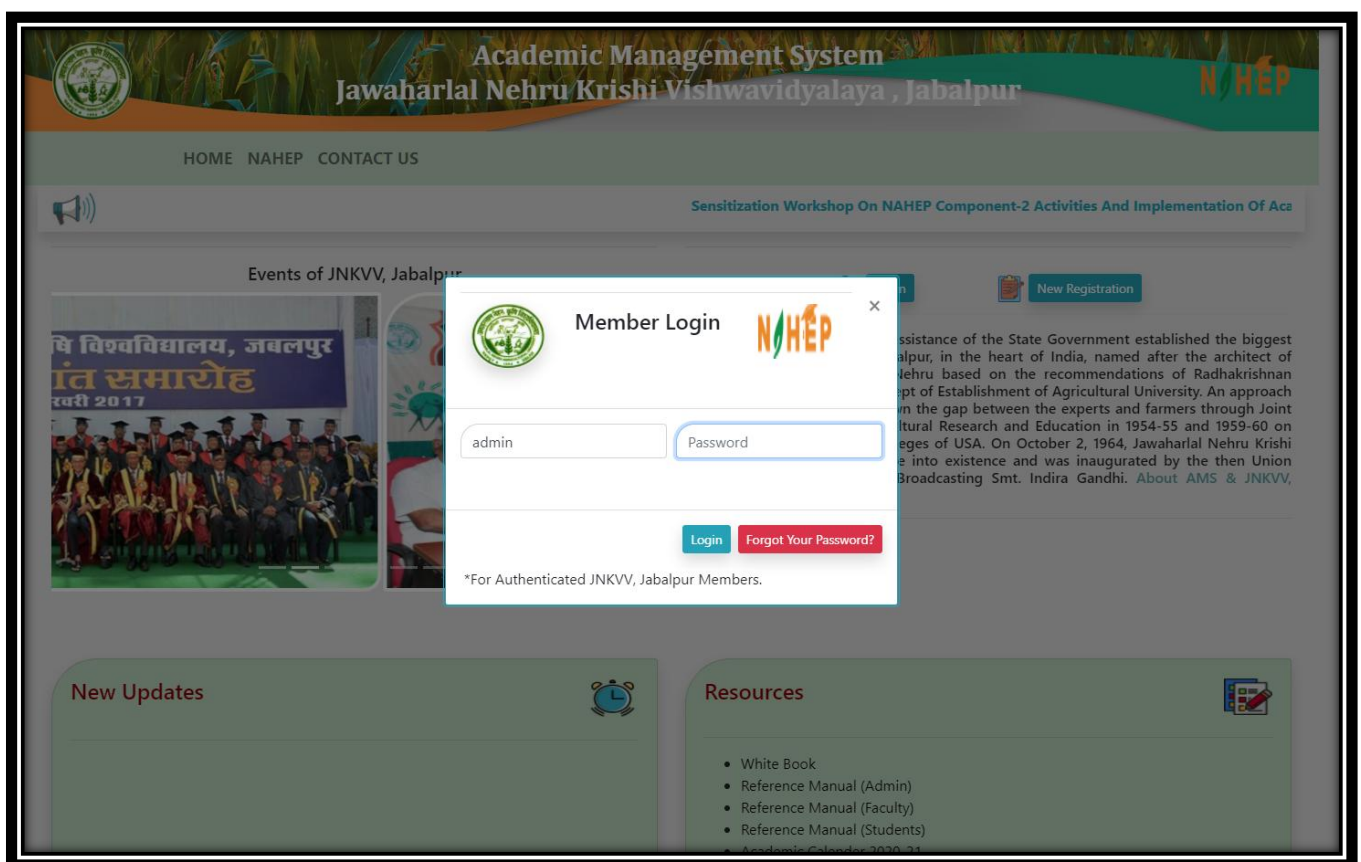 Academic Management System
Jawaharlal Nehru Krishi Vishwavidyalaya , Jabalpur
NAHEP
HOME NAHEP CONTACT US
Sensitization Workshop On NAHEP Component-2 Activities And Implementation Of Aca
Events of JNKVV, Jabalpur
New Registration
षि विश्वविद्यालय, जबलपुर
ांत समारोह
रवरी 2017
Member Login
NAHEP
×
admin
Password
Login
Forgot Your Password?
*For Authenticated JNKVV, Jabalpur Members.
ssistance of the State Government established the biggest
alpur, in the heart of India, named after the architect of
Nehru based on the recommendations of Radhakrishnan
ept of Establishment of Agricultural University. An approach
n the gap between the experts and farmers through Joint
ltural Research and Education in 1954-55 and 1959-60 on
eges of USA. On October 2, 1964, Jawaharlal Nehru Krishi
e into existence and was inaugurated by the then Union
Broadcasting Smt. Indira Gandhi. About AMS & JNKVV,
New Updates
Resources
White Book
Reference Manual (Admin)
Reference Manual (Faculty)
Reference Manual (Students)
Academic Calender 2020-21